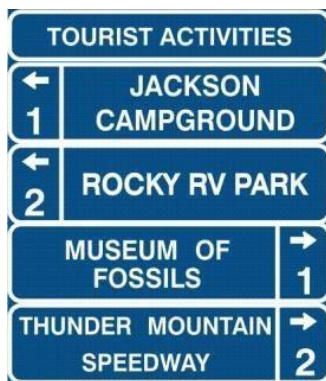 TOURIST ACTIVITIES
← JACKSON
1 CAMPGROUND
←
2 ROCKY RV PARK
MUSEUM OF →
FOSSILS 1
THUNDER MOUNTAIN →
SPEEDWAY 2